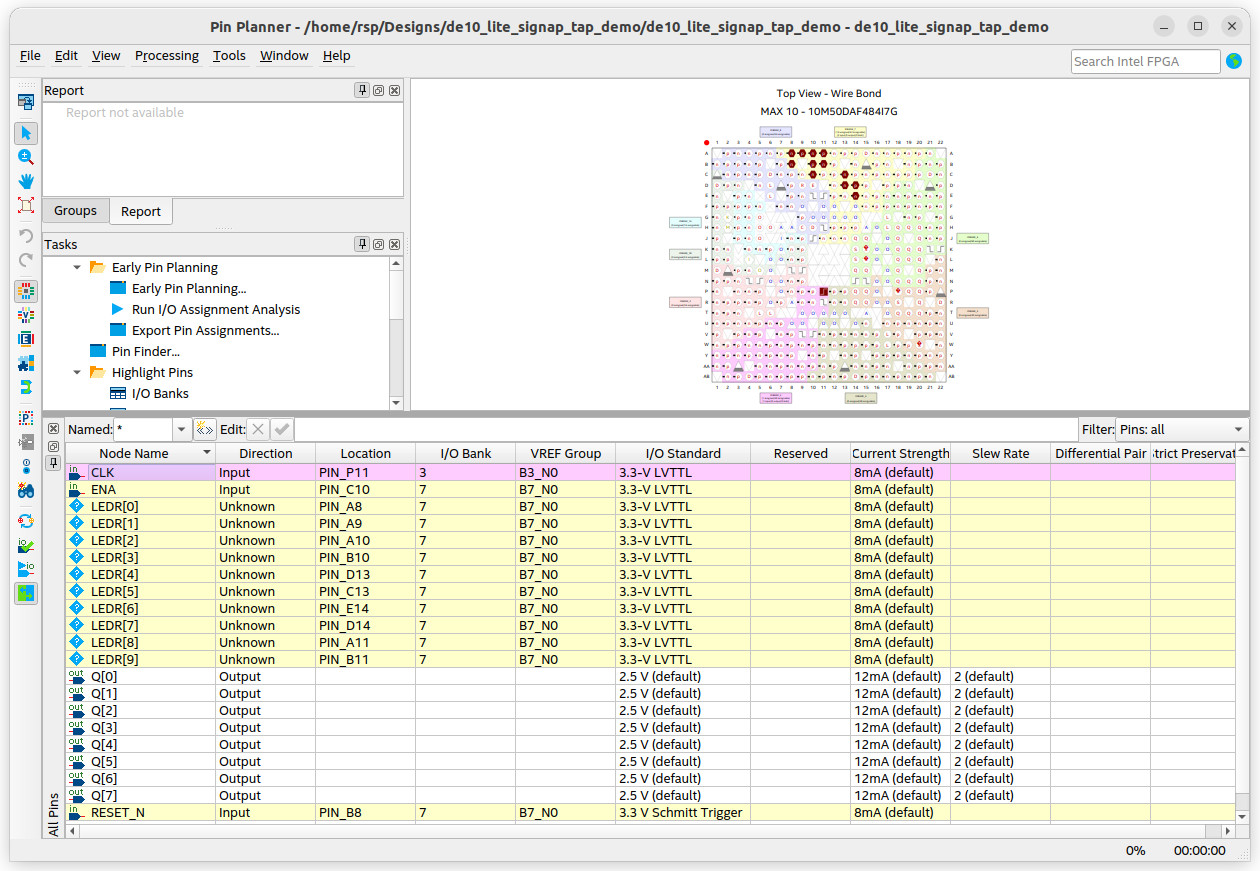 Pin Planner - /home/rsp/Designs/de10_lite_signap_tap_demo/de10_lite_signap_tap_demo - de10_lite_signap_tap_demo
File Edit View Processing Tools Window Help
Search Intel FPGA
Report
Report not available
Groups Report
Tasks
Early Pin Planning
Early Pin Planning...
Run I/O Assignment Analysis
Export Pin Assignments...
Pin Finder...
Highlight Pins
I/O Banks
Top View - Wire Bond
MAX 10 - 10M50DAF484I7G
Named: * Edit: Filter: Pins: all
Node Name Direction Location I/O Bank VREF Group I/O Standard Reserved Current Strength Slew Rate Differential Pair trict Preservat
in CLK Input PIN_P11 3 B3_N0 3.3-V LVTTL 8mA (default)
in ENA Input PIN_C10 7 B7_N0 3.3-V LVTTL 8mA (default)
LEDR[0] Unknown PIN_A8 7 B7_N0 3.3-V LVTTL 8mA (default)
LEDR[1] Unknown PIN_A9 7 B7_N0 3.3-V LVTTL 8mA (default)
LEDR[2] Unknown PIN_A10 7 B7_N0 3.3-V LVTTL 8mA (default)
LEDR[3] Unknown PIN_B10 7 B7_N0 3.3-V LVTTL 8mA (default)
LEDR[4] Unknown PIN_D13 7 B7_N0 3.3-V LVTTL 8mA (default)
LEDR[5] Unknown PIN_C13 7 B7_N0 3.3-V LVTTL 8mA (default)
LEDR[6] Unknown PIN_E14 7 B7_N0 3.3-V LVTTL 8mA (default)
LEDR[7] Unknown PIN_D14 7 B7_N0 3.3-V LVTTL 8mA (default)
LEDR[8] Unknown PIN_A11 7 B7_N0 3.3-V LVTTL 8mA (default)
LEDR[9] Unknown PIN_B11 7 B7_N0 3.3-V LVTTL 8mA (default)
out Q[0] Output 2.5 V (default) 12mA (default) 2 (default)
out Q[1] Output 2.5 V (default) 12mA (default) 2 (default)
out Q[2] Output 2.5 V (default) 12mA (default) 2 (default)
out Q[3] Output 2.5 V (default) 12mA (default) 2 (default)
out Q[4] Output 2.5 V (default) 12mA (default) 2 (default)
out Q[5] Output 2.5 V (default) 12mA (default) 2 (default)
out Q[6] Output 2.5 V (default) 12mA (default) 2 (default)
out Q[7] Output 2.5 V (default) 12mA (default) 2 (default)
in RESET_N Input PIN_B8 7 B7_N0 3.3 V Schmitt Trigger 8mA (default)
All Pins
0% 00:00:00